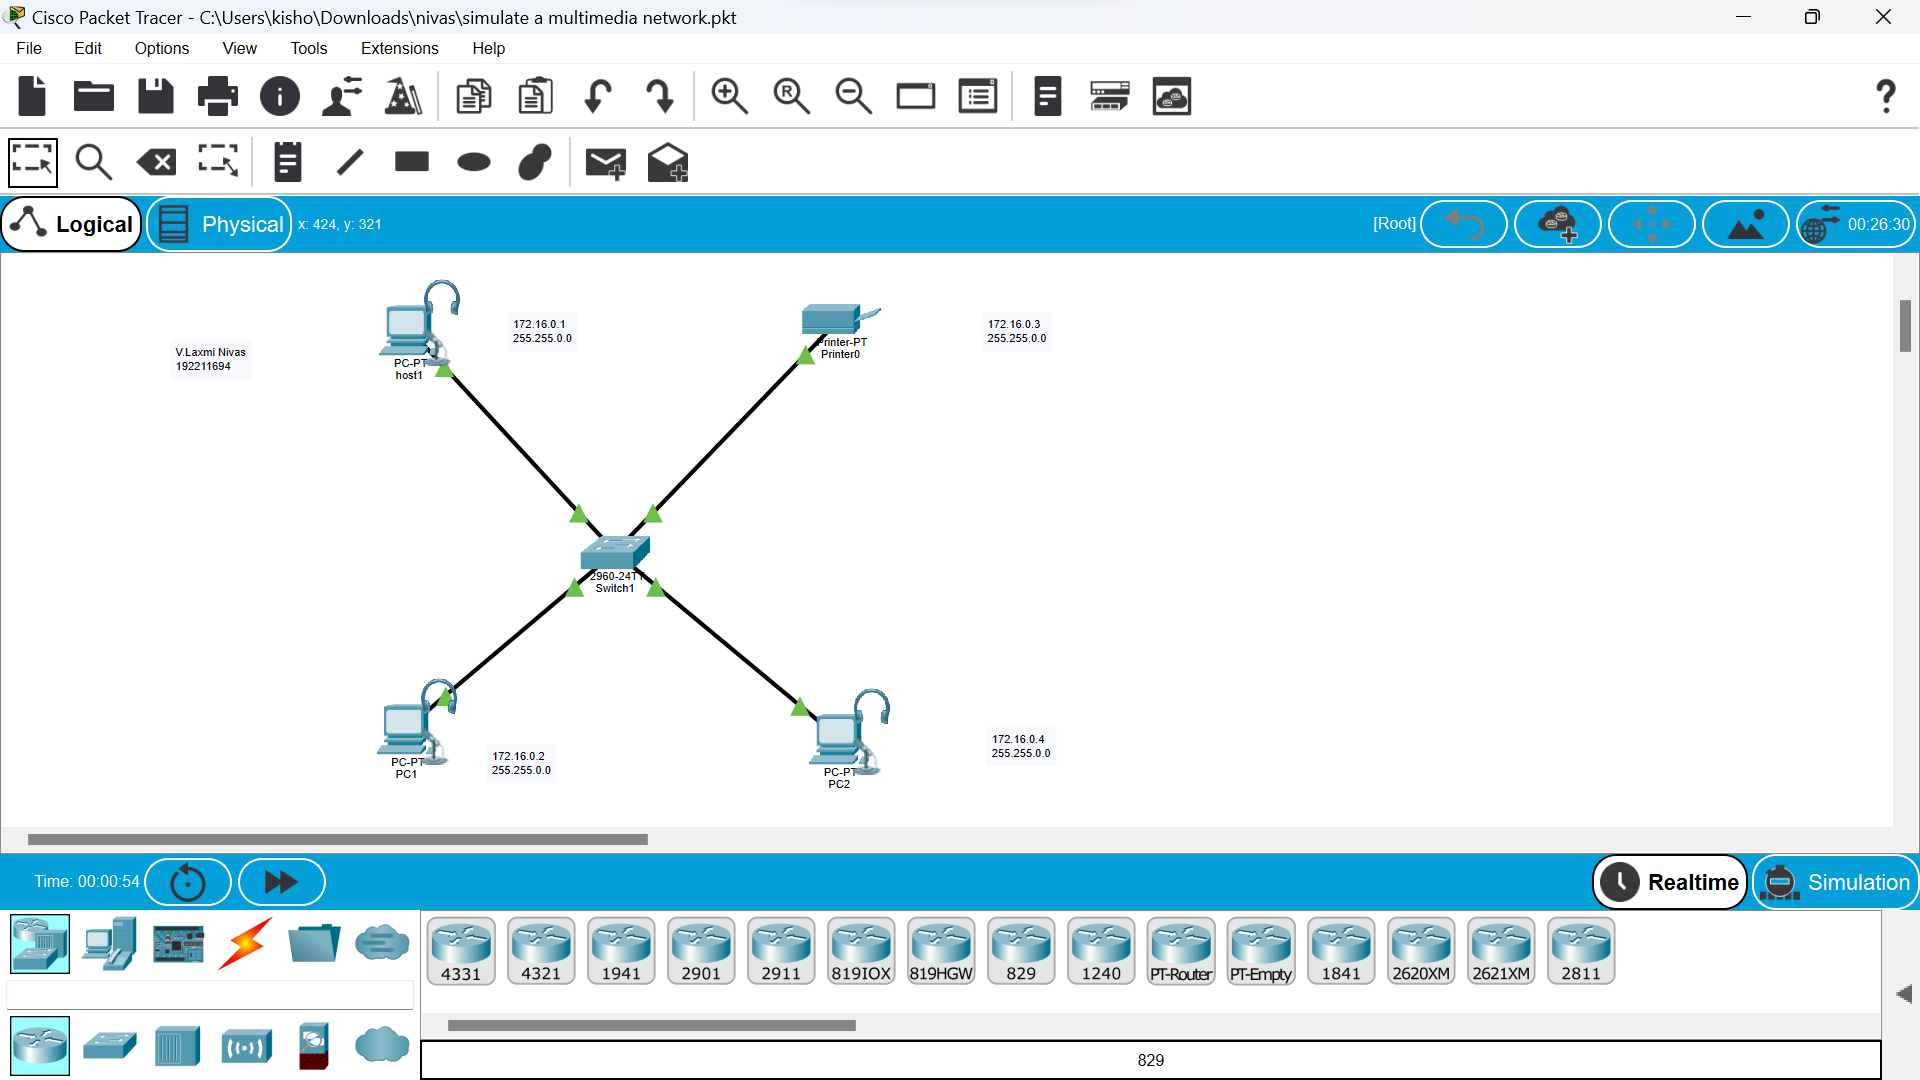 Cisco Packet Tracer - C:\Users\kisho\Downloads\nivas\simulate a multimedia network.pkt
File Edit Options View Tools Extensions Help
Logical Physical x: 424, y: 321 [Root] 00:26:30
172.16.0.1
255.255.0.0
172.16.0.3
255.255.0.0
V.Laxmi Nivas
192211694
PC-PT
host1
Printer-PT
Printer0
2960-24TT
Switch1
PC-PT
PC1
172.16.0.2
255.255.0.0
PC-PT
PC2
172.16.0.4
255.255.0.0
Time: 00:00:54 Realtime Simulation
4331 4321 1941 2901 2911 819IOX 819HGW 829 1240 PT-Router PT-Empty 1841 2620XM 2621XM 2811
829